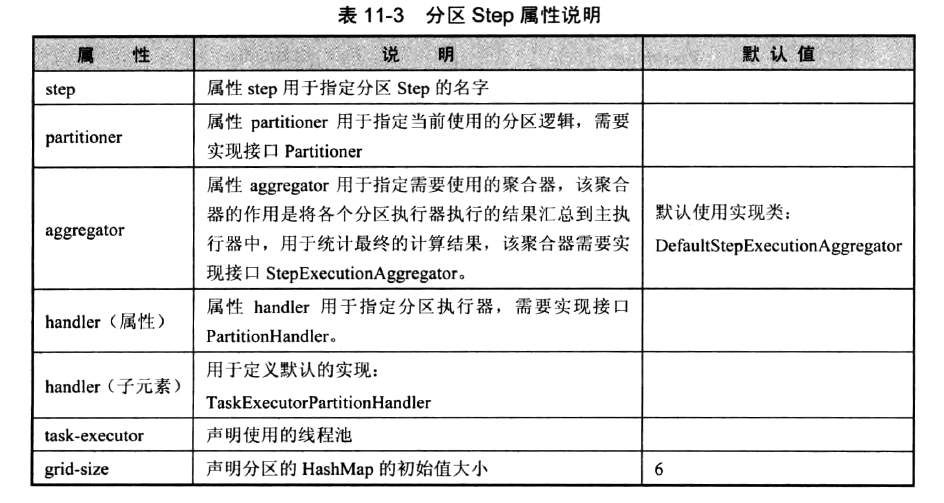 表 11-3 分区 Step 属性说明
属 性 说 明 默 认 值
step 属性 step 用于指定分区 Step 的名字
partitioner
属性 partitioner 用于指定当前使用的分区逻辑，需要
实现接口 Partitioner
aggregator
属性 aggregator 用于指定需要使用的聚合器，该聚合
器的作用是将各个分区执行器执行的结果汇总到主执
行器中，用于统计最终的计算结果，该聚合器需要实
现接口 StepExecutionAggregator。
默认使用实现类：
DefaultStepExecutionAggregator
handler（属性）
属性 handler 用于指定分区执行器，需要实现接口
PartitionHandler。
handler（子元素）
用于定义默认的实现：
TaskExecutorPartitionHandler
task-executor 声明使用的线程池
grid-size 声明分区的 HashMap 的初始值大小 6